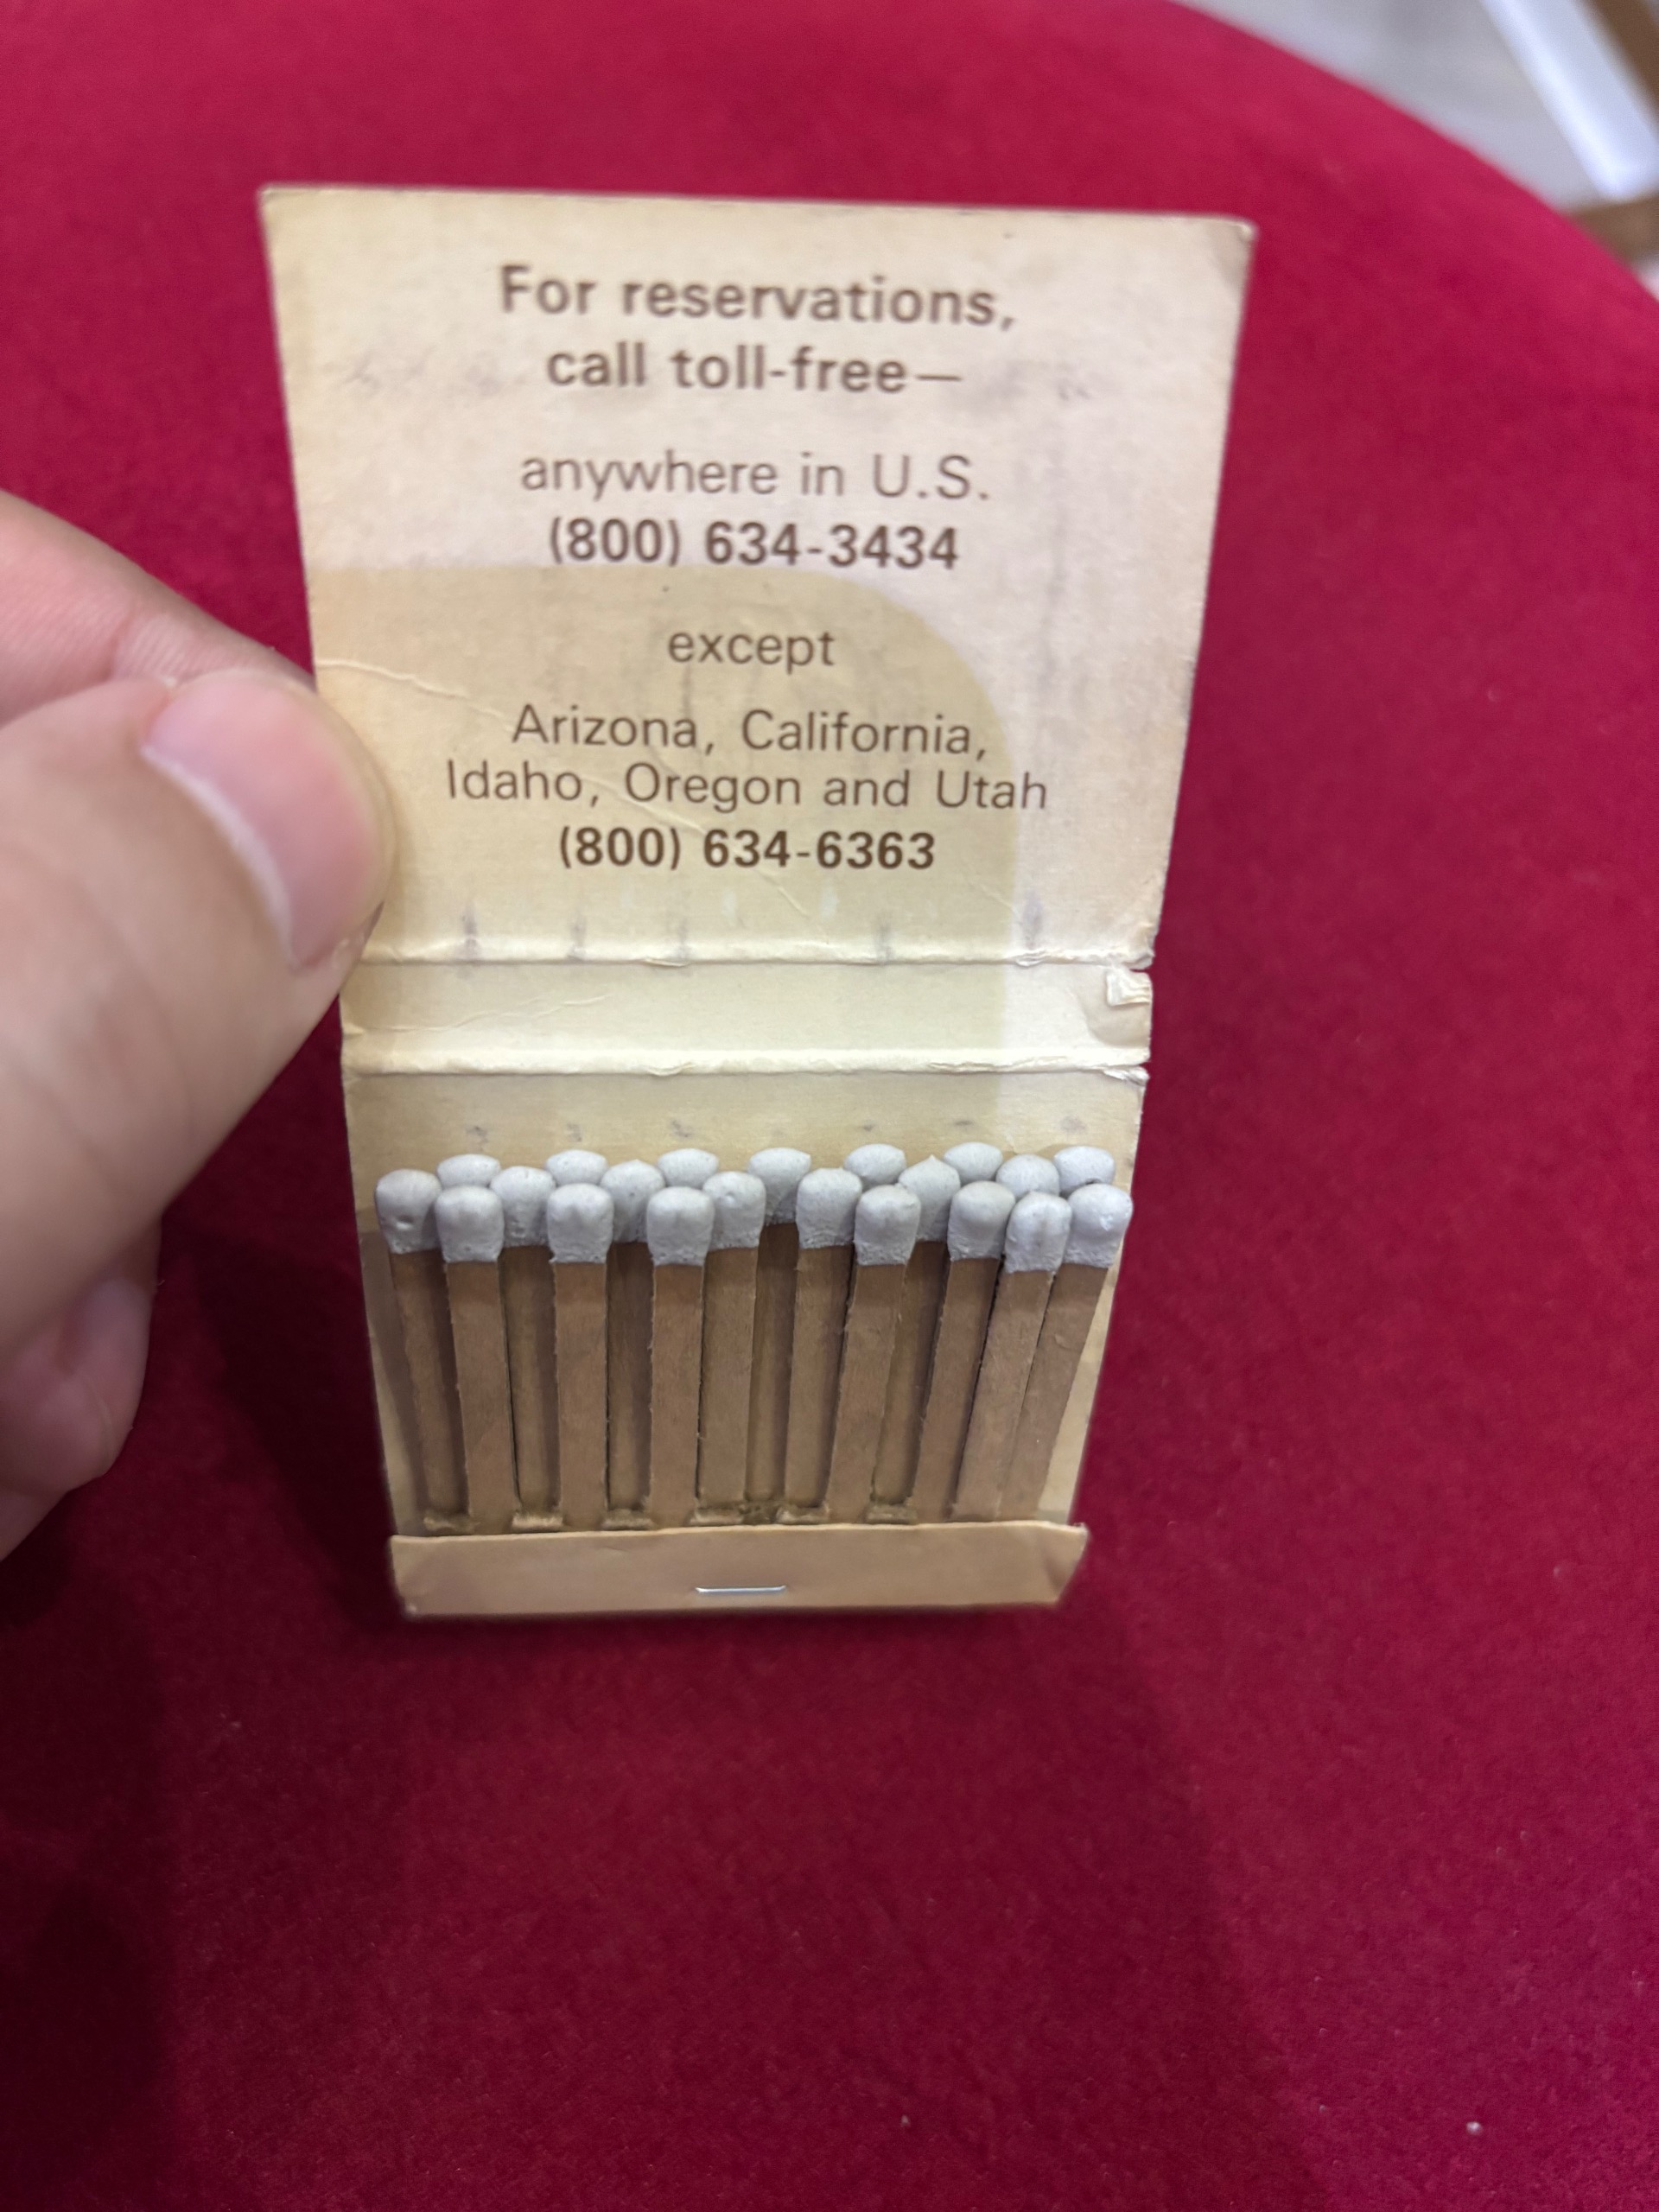 For reservations,
call toll-free—
anywhere in U.S.
(800) 634-3434
except
Arizona, California,
Idaho, Oregon and Utah
(800) 634-6363